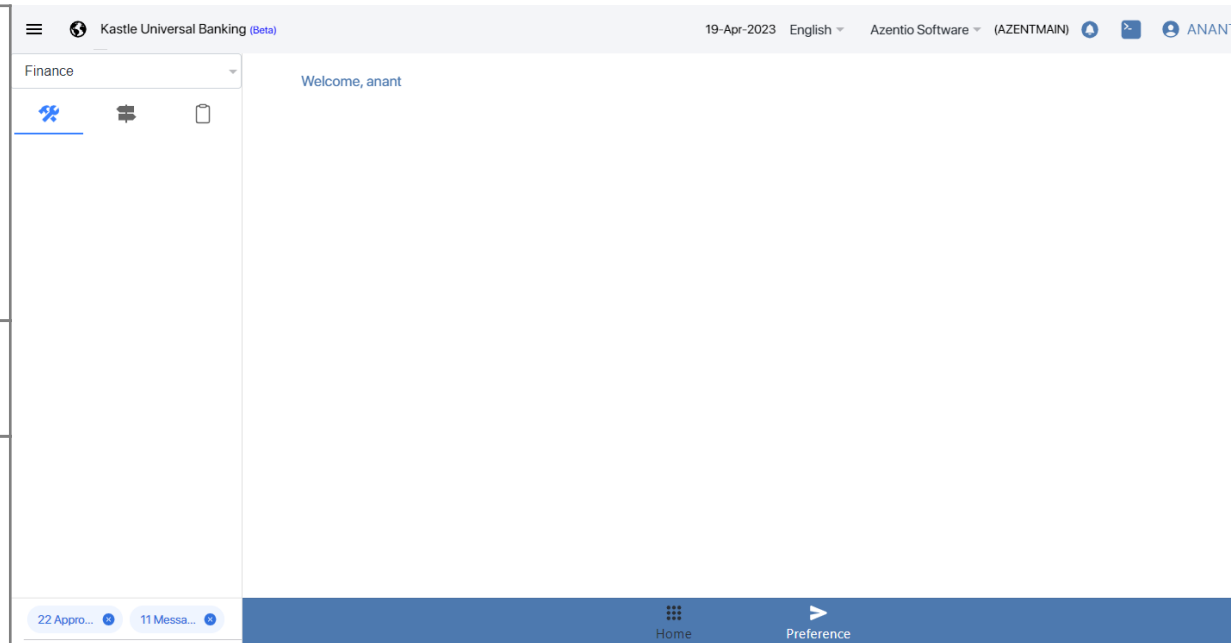 Kastle Universal Banking (Beta) 19-Apr-2023 English Azentio Software (AZENTMAIN) ANANT
Finance
Welcome, anant
22 Appro... 11 Messa...
Home Preference